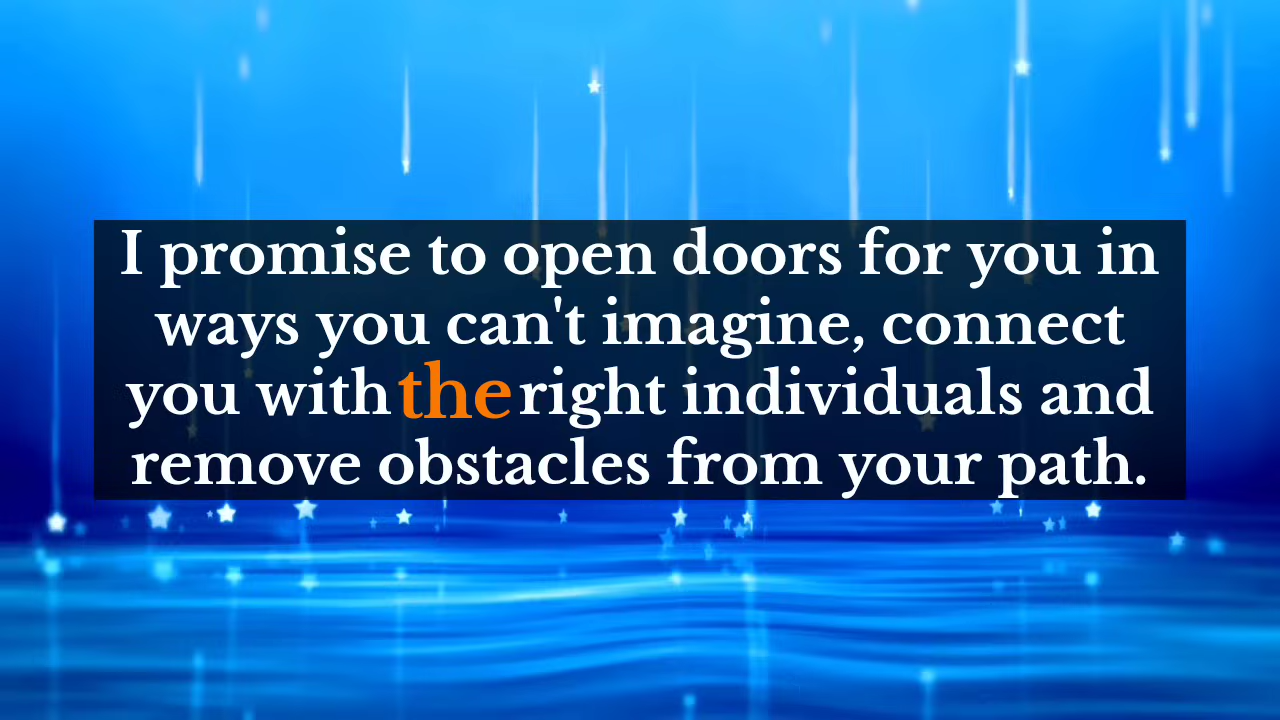 I promise to open doors for you in
ways you can't imagine, connect
you with the right individuals and
remove obstacles from your path.